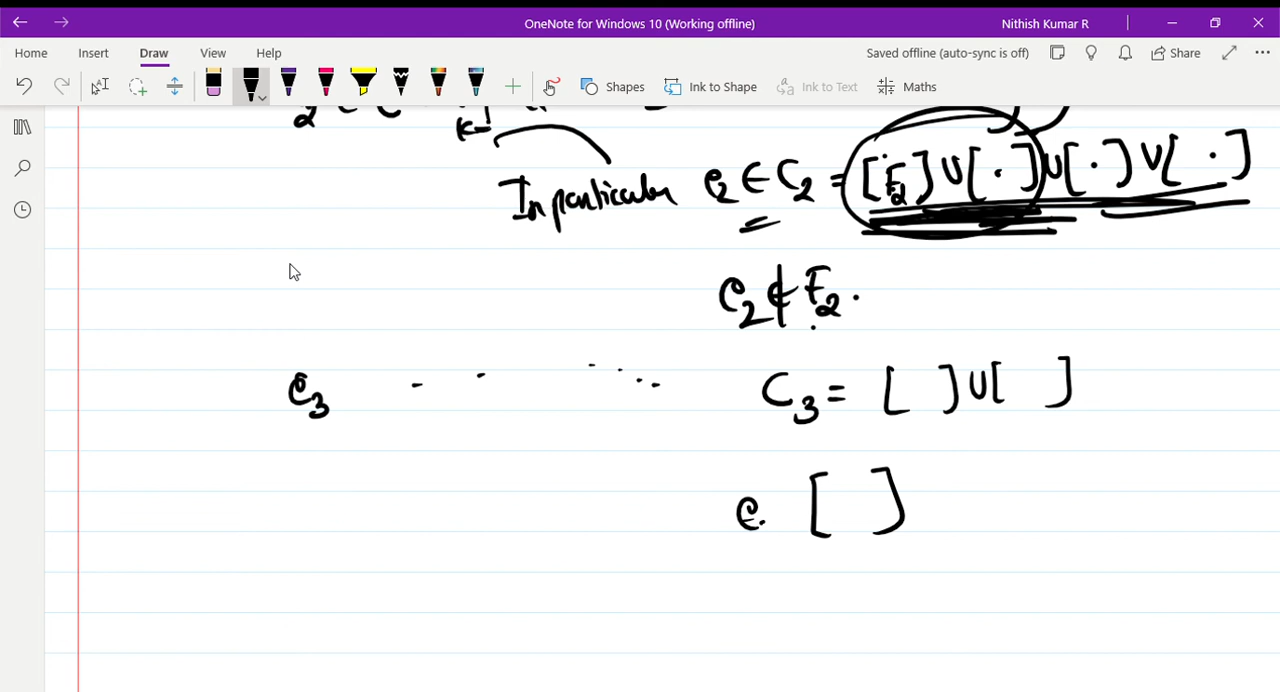 OneNote for Windows 10 (Working offline)
Nithish Kumar R
Home Insert Draw View Help
Saved offline (auto-sync is off)
Share
Shapes Ink to Shape Ink to Text Maths
K=1
In particular e₂ ∈ C₂ = [F₂] ∪ [ · ] ∪ [ · ] ∪ [ · ]
e₂ ∉ F₂ .
e₃ - - . . . . C₃ = [ ] ∪ [ ]
e. [ ]